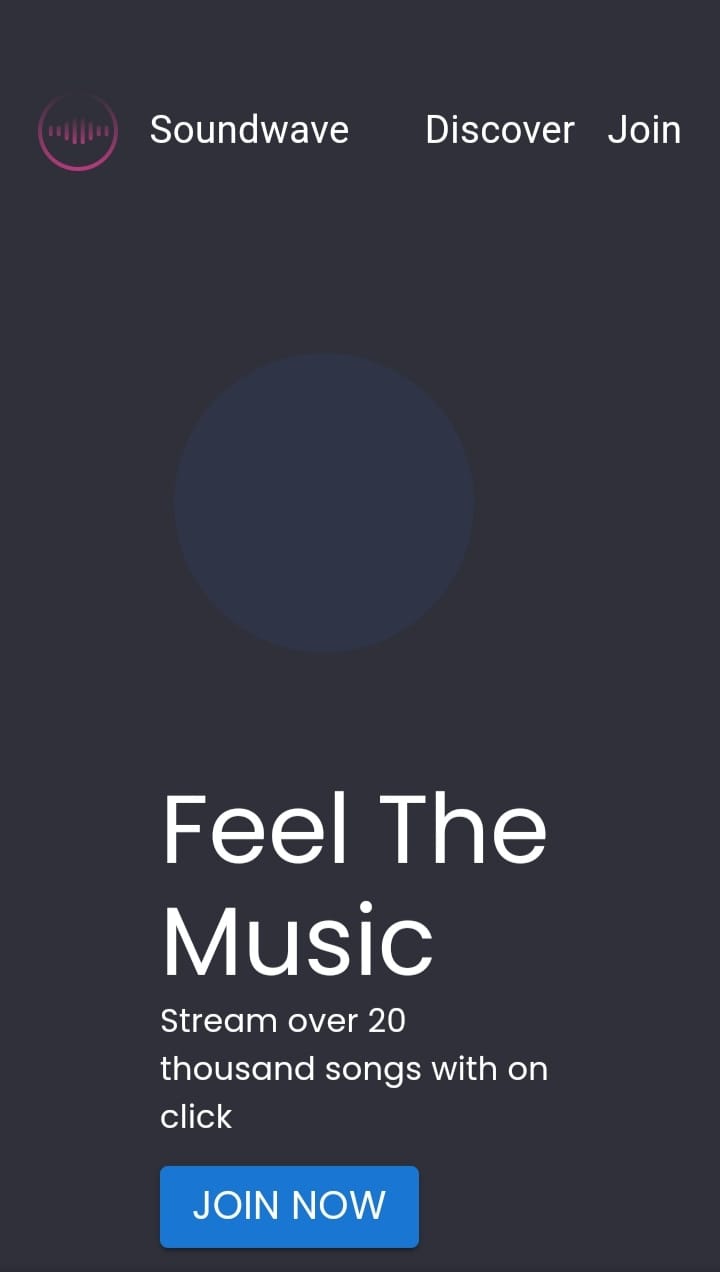 Soundwave Discover Join
Feel The
Music
Stream over 20
thousand songs with on
click
JOIN NOW